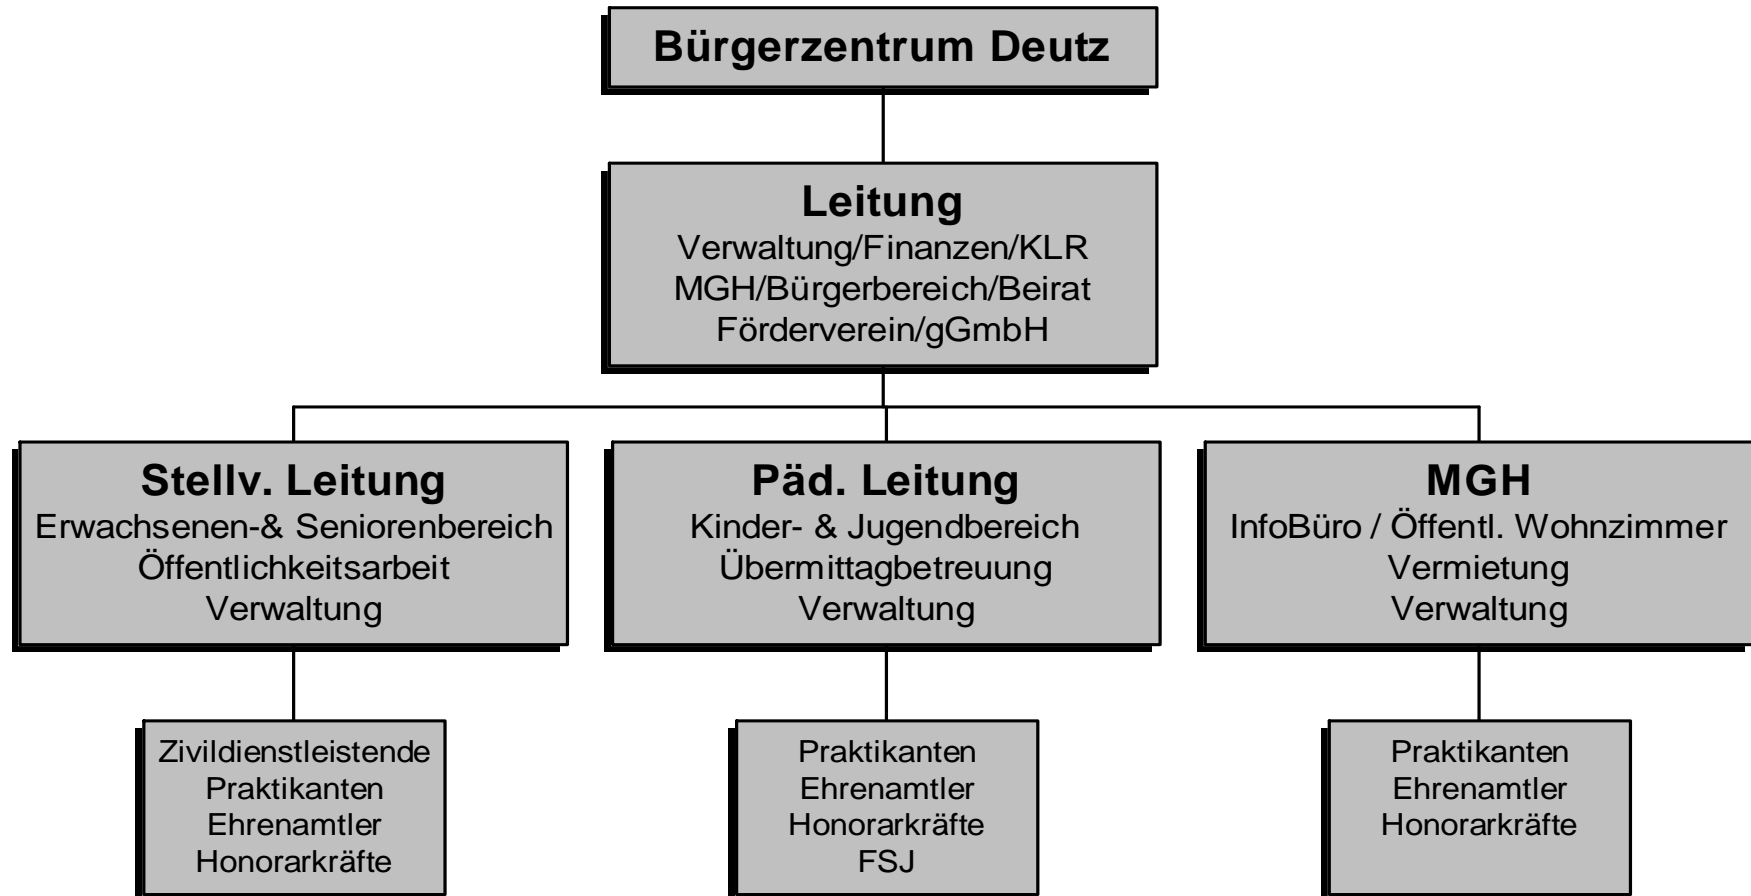 Bürgerzentrum Deutz
Leitung
Verwaltung/Finanzen/KLR
MGH/Bürgerbereich/Beirat
Förderverein/gGmbH
Stellv. Leitung
Erwachsenen-& Seniorenbereich
Öffentlichkeitsarbeit
Verwaltung
Päd. Leitung
Kinder- & Jugendbereich
Übermittagbetreuung
Verwaltung
MGH
InfoBüro / Öffentl. Wohnzimmer
Vermietung
Verwaltung
Zivildienstleistende
Praktikanten
Ehrenamtler
Honorarkräfte
Praktikanten
Ehrenamtler
Honorarkräfte
FSJ
Praktikanten
Ehrenamtler
Honorarkräfte